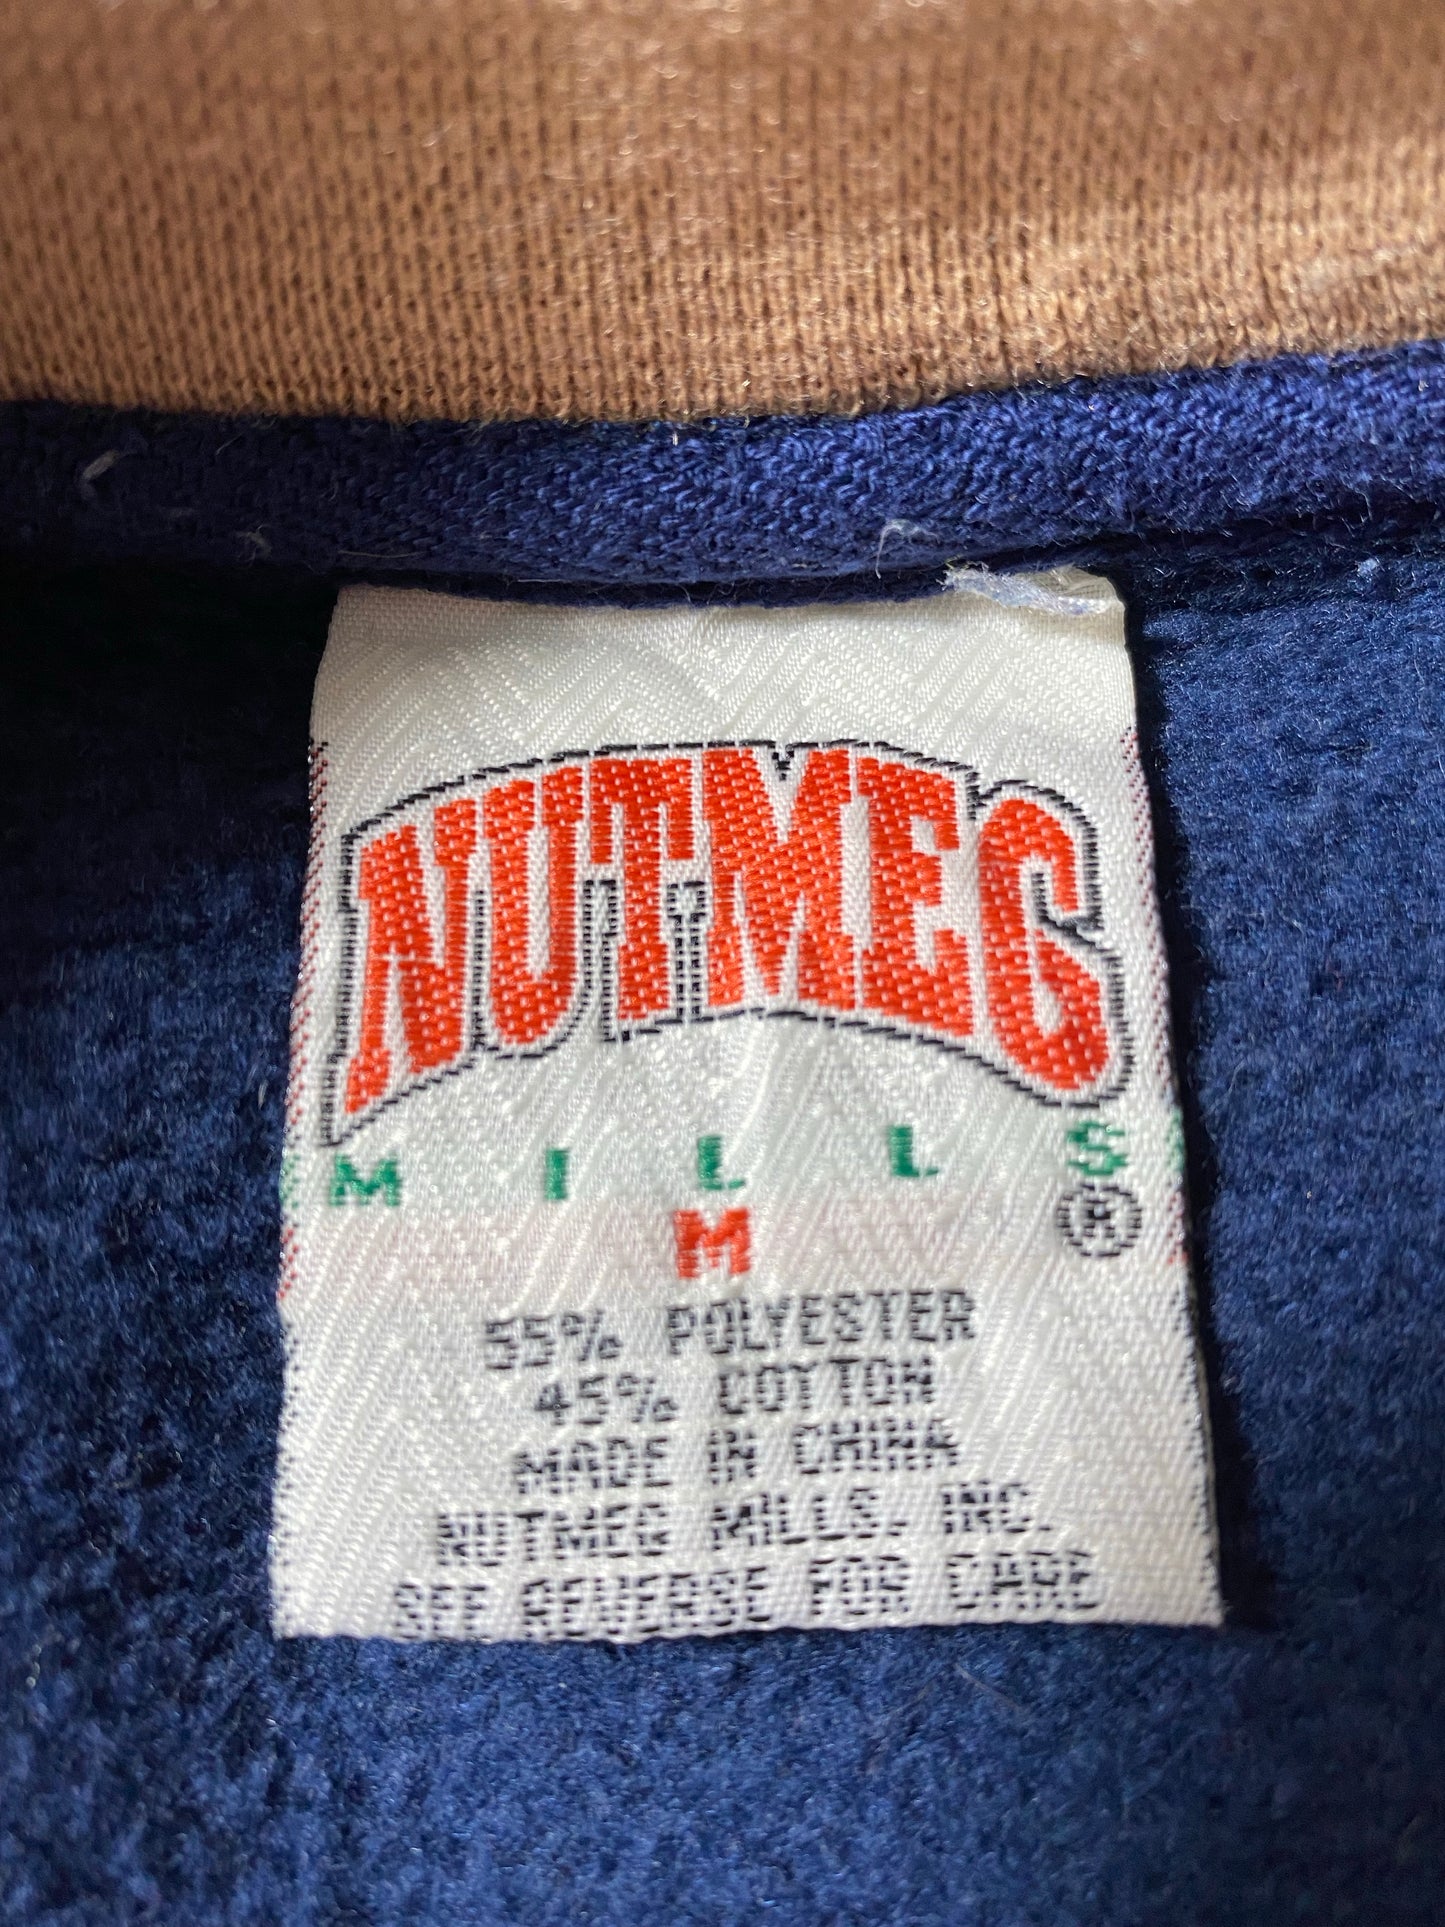 NUTMEG
MILLS
®
M
55% POLYESTER
45% COTTON
MADE IN CHINA
NUTMEG MILLS, INC.
SEE REVERSE FOR CARE